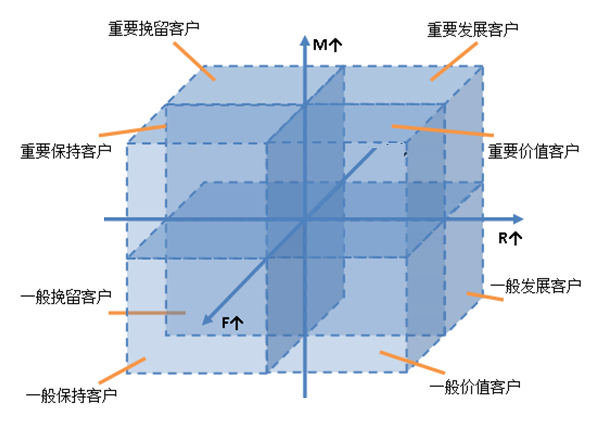 重要挽留客户
M↑
重要发展客户
重要保持客户
重要价值客户
R↑
一般挽留客户
一般发展客户
F↑
一般保持客户
一般价值客户